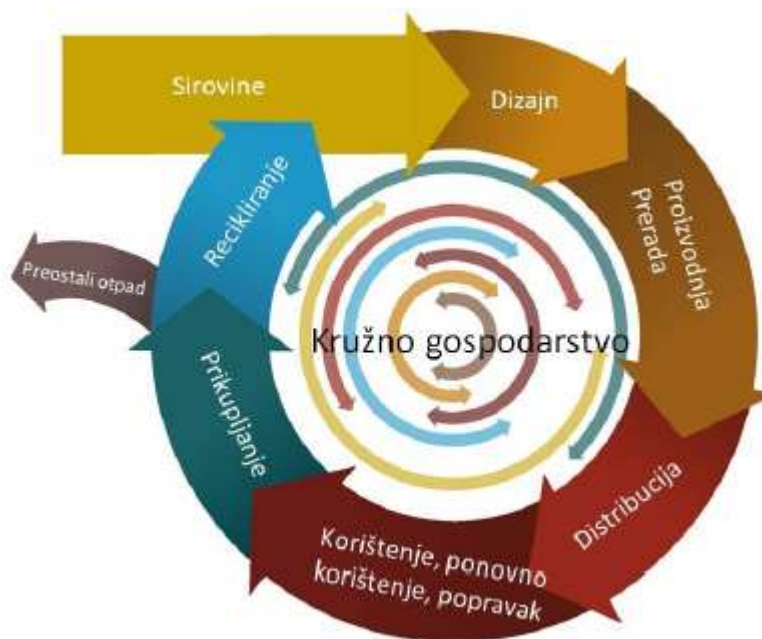 Sirovine
Dizajn
Proizvodnja
Prerada
Distribucija
Korištenje, ponovno
korištenje, popravak
Prikupljanje
Recikliranje
Preostali otpad
Kružno gospodarstvo